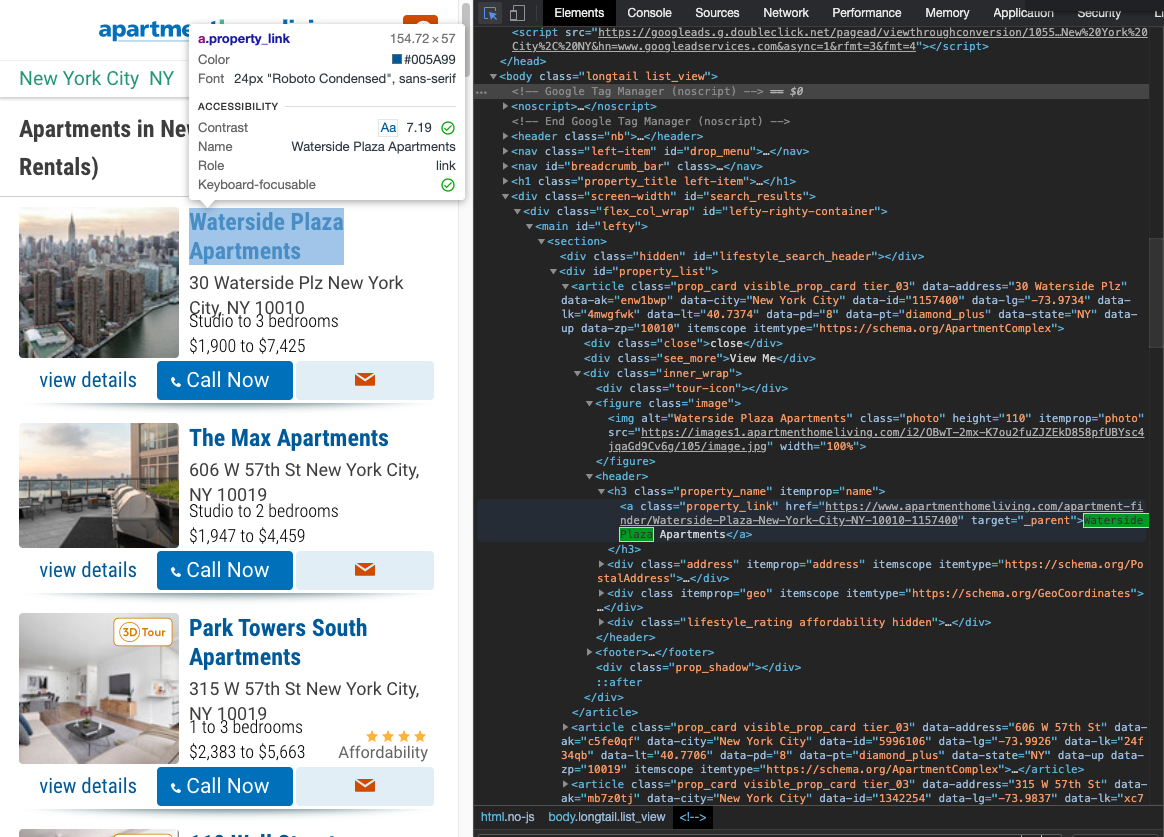 apartment
New York City NY
Apartments in Ne
Rentals)
a.property_link 154.72 × 57
Color #005A99
Font 24px "Roboto Condensed", sans-serif
ACCESSIBILITY
Contrast Aa 7.19
Name Waterside Plaza Apartments
Role link
Keyboard-focusable
Waterside Plaza
Apartments
30 Waterside Plz New York
City, NY 10010
Studio to 3 bedrooms
$1,900 to $7,425
view details Call Now
The Max Apartments
606 W 57th St New York City,
NY 10019
Studio to 2 bedrooms
$1,947 to $4,459
view details Call Now
3D Tour
Park Towers South
Apartments
315 W 57th St New York City,
NY 10019
1 to 3 bedrooms
$2,383 to $5,663
Affordability
view details Call Now
Elements Console Sources Network Performance Memory Application Security
<script src="https://googleads.g.doubleclick.net/pagead/viewthroughconversion/1055…New%20York%20
City%2C%20NY&hn=www.googleadservices.com&async=1&rfmt=3&fmt=4"></script>
</head>
<body class="longtail list_view">
… <!-- Google Tag Manager (noscript) --> == $0
<noscript>…</noscript>
<!-- End Google Tag Manager (noscript) -->
<header class="nb">…</header>
<nav class="left-item" id="drop_menu">…</nav>
<nav id="breadcrumb_bar" class>…</nav>
<h1 class="property_title left-item">…</h1>
<div class="screen-width" id="search_results">
<div class="flex_col_wrap" id="lefty-righty-container">
<main id="lefty">
<section>
<div class="hidden" id="lifestyle_search_header"></div>
<div id="property_list">
<article class="prop_card visible_prop_card tier_03" data-address="30 Waterside Plz"
data-ak="enw1bwp" data-city="New York City" data-id="1157400" data-lg="-73.9734" data-
lk="4mwgfwk" data-lt="40.7374" data-pd="8" data-pt="diamond_plus" data-state="NY" data-
up data-zp="10010" itemscope itemtype="https://schema.org/ApartmentComplex">
<div class="close">close</div>
<div class="see_more">View Me</div>
<div class="inner_wrap">
<div class="tour-icon"></div>
<figure class="image">
<img alt="Waterside Plaza Apartments" class="photo" height="110" itemprop="photo"
src="https://images1.apartmenthomeliving.com/i2/OBwT-2mx-K7ou2fuZJZEkD858pfUBYsc4
jqaGd9Cv6g/105/image.jpg" width="100%">
</figure>
<header>
<h3 class="property_name" itemprop="name">
<a class="property_link" href="https://www.apartmenthomeliving.com/apartment-fi
nder/Waterside-Plaza-New-York-City-NY-10010-1157400" target="_parent">Waterside
Plaza Apartments</a>
</h3>
<div class="address" itemprop="address" itemscope itemtype="https://schema.org/Po
stalAddress">…</div>
<div class itemprop="geo" itemscope itemtype="https://schema.org/GeoCoordinates">
…</div>
<div class="lifestyle_rating affordability hidden">…</div>
</header>
<footer>…</footer>
<div class="prop_shadow"></div>
::after
</div>
</article>
<article class="prop_card visible_prop_card tier_03" data-address="606 W 57th St" data-
ak="c5fe0qf" data-city="New York City" data-id="5996106" data-lg="-73.9926" data-lk="24f
34qb" data-lt="40.7706" data-pd="8" data-pt="diamond_plus" data-state="NY" data-up data-
zp="10019" itemscope itemtype="https://schema.org/ApartmentComplex">…</article>
<article class="prop_card visible_prop_card tier_03" data-address="315 W 57th St" data-
ak="mb7z0tj" data-city="New York City" data-id="1342254" data-lg="-73.9837" data-lk="xc7
html.no-js body.longtail.list_view <!-->